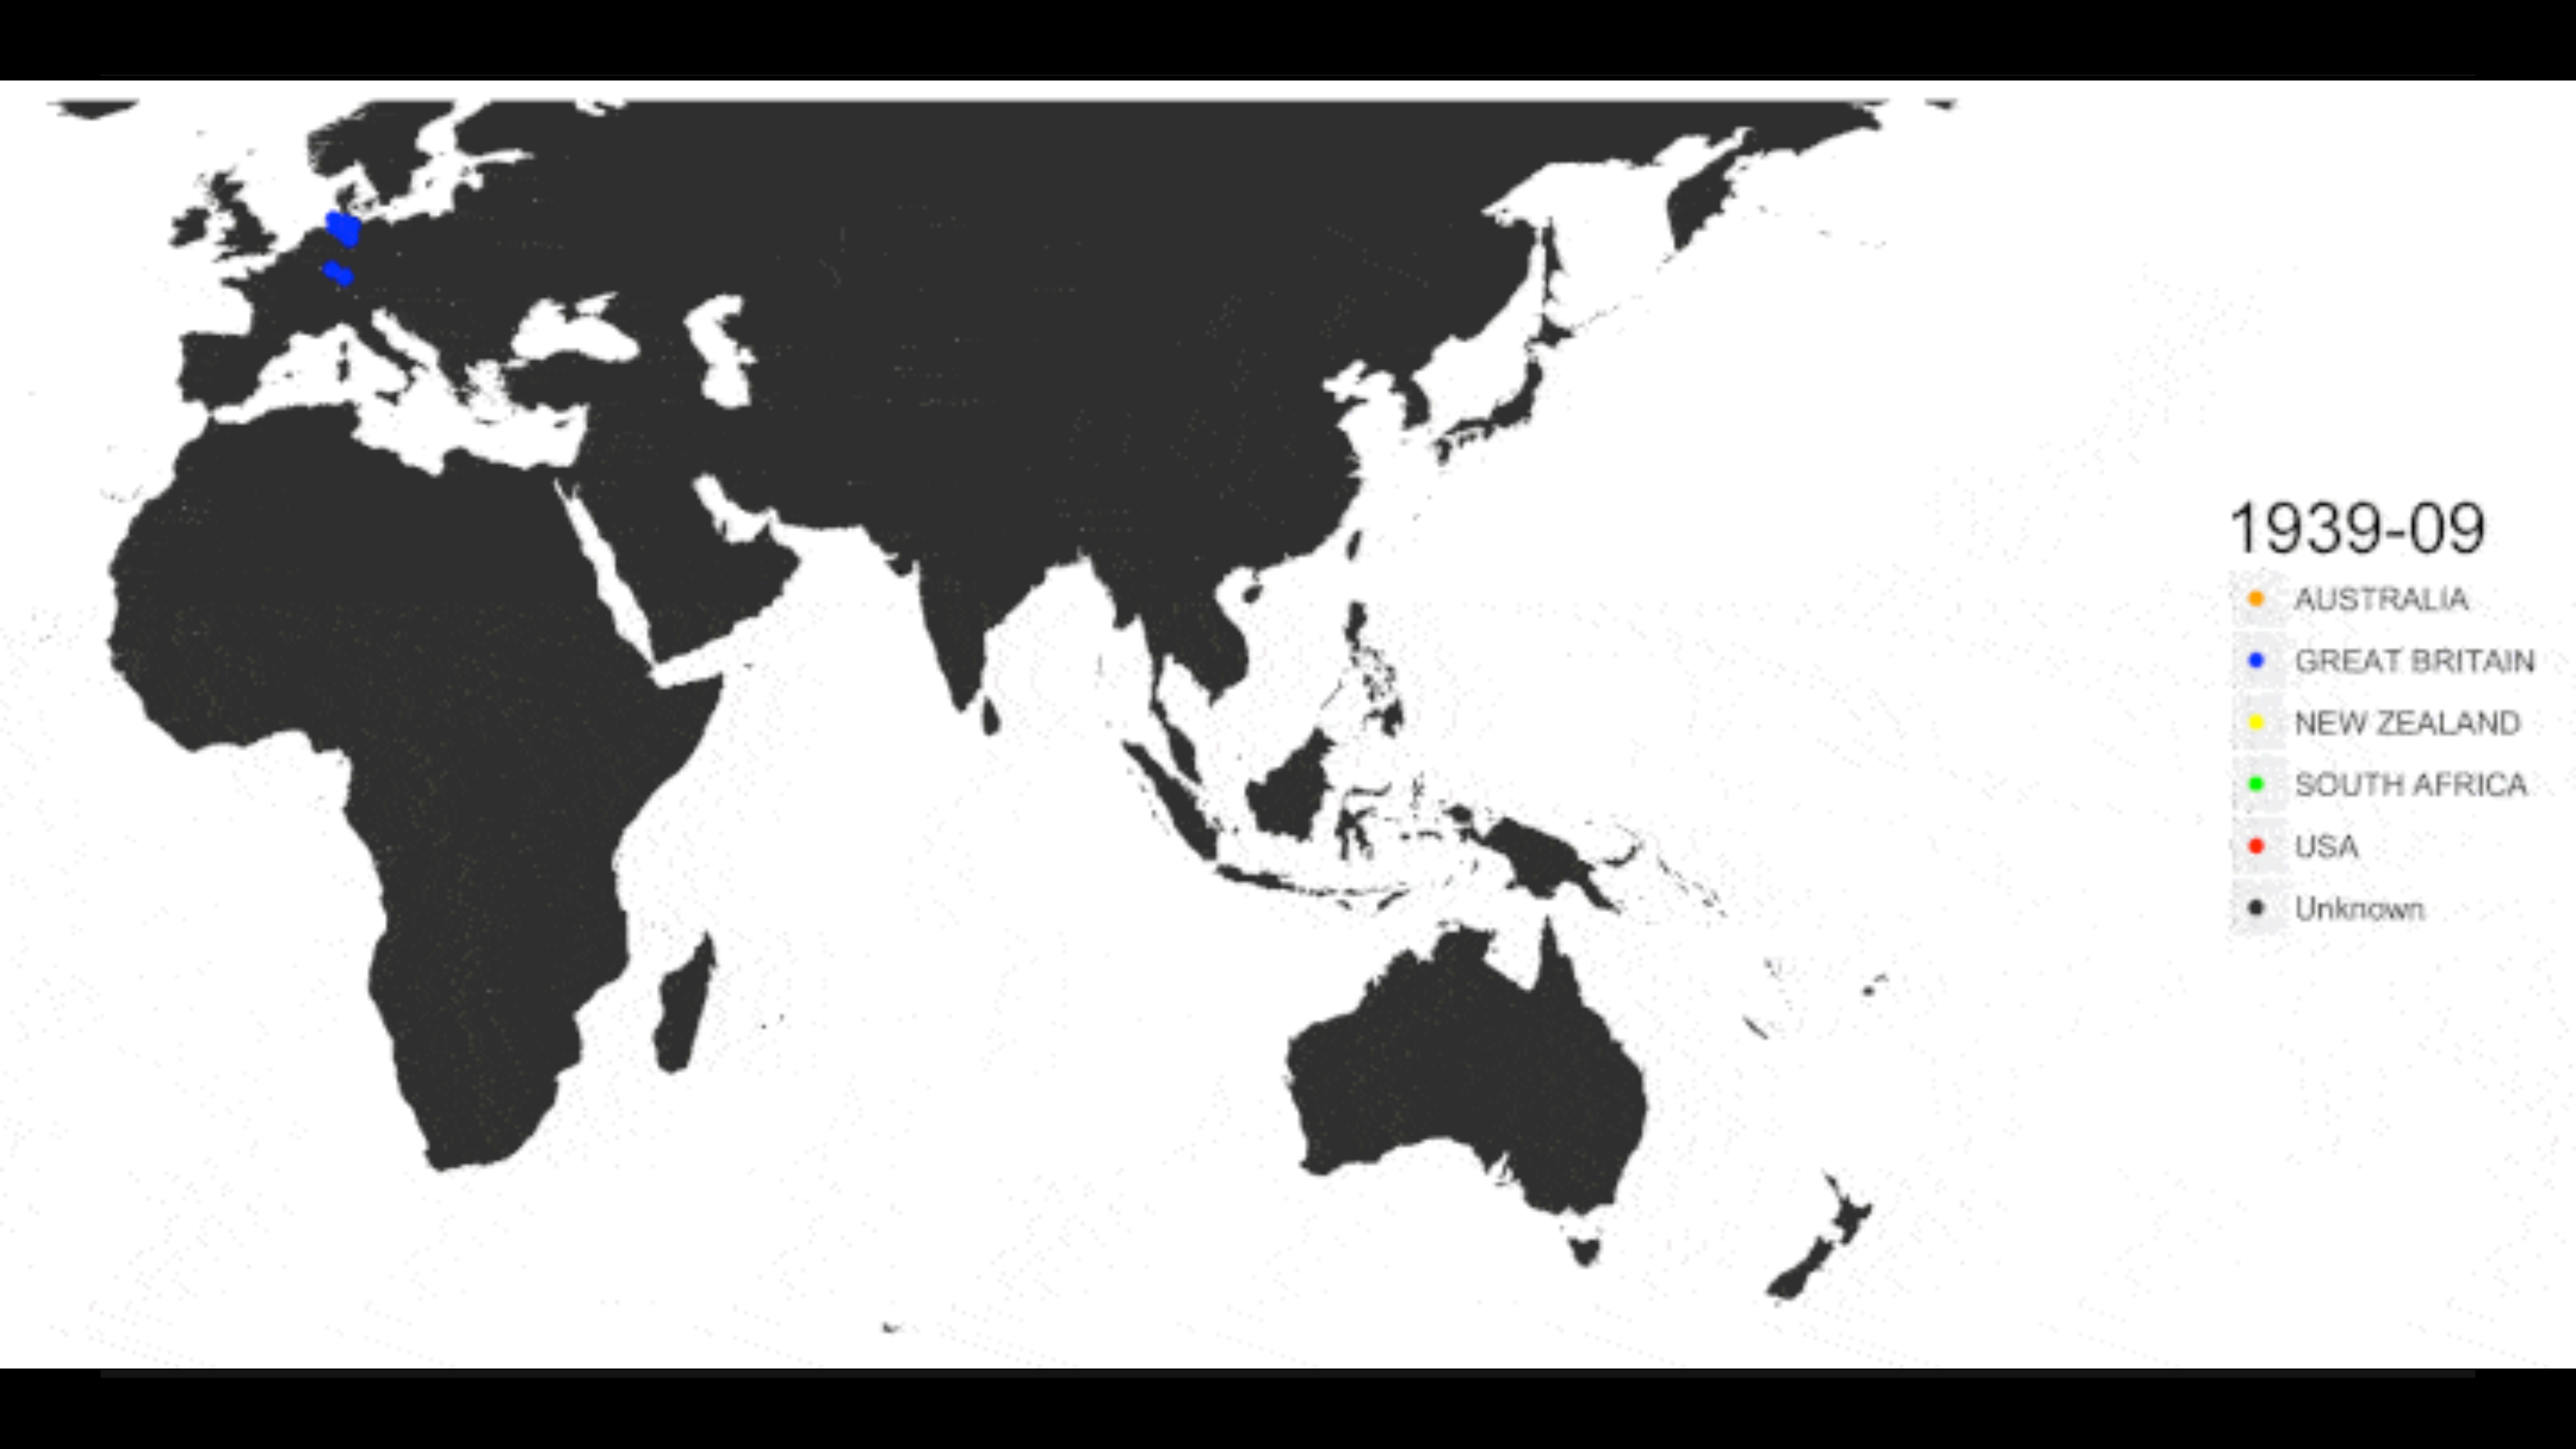 1939-09
AUSTRALIA
GREAT BRITAIN
NEW ZEALAND
SOUTH AFRICA
USA
Unknown